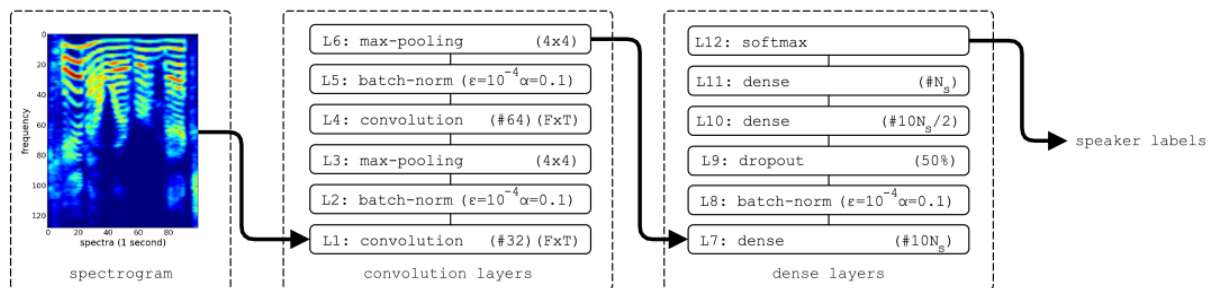 0
20
40
60
80
100
120
frequency
0 20 40 60 80
spectra (1 second)
spectrogram
L6: max-pooling (4x4)
L5: batch-norm (ε=10⁻⁴ α=0.1)
L4: convolution (#64)(FxT)
L3: max-pooling (4x4)
L2: batch-norm (ε=10⁻⁴ α=0.1)
L1: convolution (#32)(FxT)
convolution layers
L12: softmax
L11: dense (#Nₛ)
L10: dense (#10Nₛ/2)
L9: dropout (50%)
L8: batch-norm (ε=10⁻⁴ α=0.1)
L7: dense (#10Nₛ)
dense layers
speaker labels